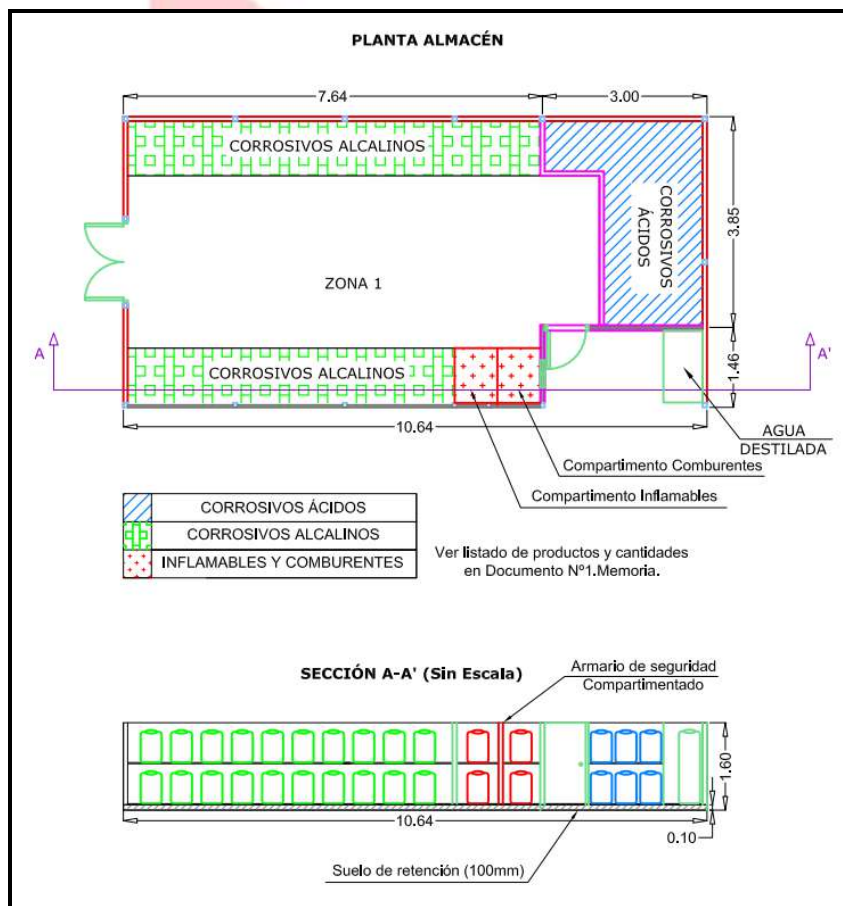 PLANTA ALMACÉN
7.64
3.00
CORROSIVOS ALCALINOS
CORROSIVOS
ÁCIDOS
3.85
ZONA 1
A
A'
CORROSIVOS ALCALINOS
1.46
10.64
AGUA
DESTILADA
Compartimento Comburentes
Compartimento Inflamables
CORROSIVOS ÁCIDOS
CORROSIVOS ALCALINOS
INFLAMABLES Y COMBURENTES
Ver listado de productos y cantidades
en Documento Nº1.Memoria.
SECCIÓN A-A' (Sin Escala)
Armario de seguridad
Compartimentado
1.60
10.64
0.10
Suelo de retención (100mm)